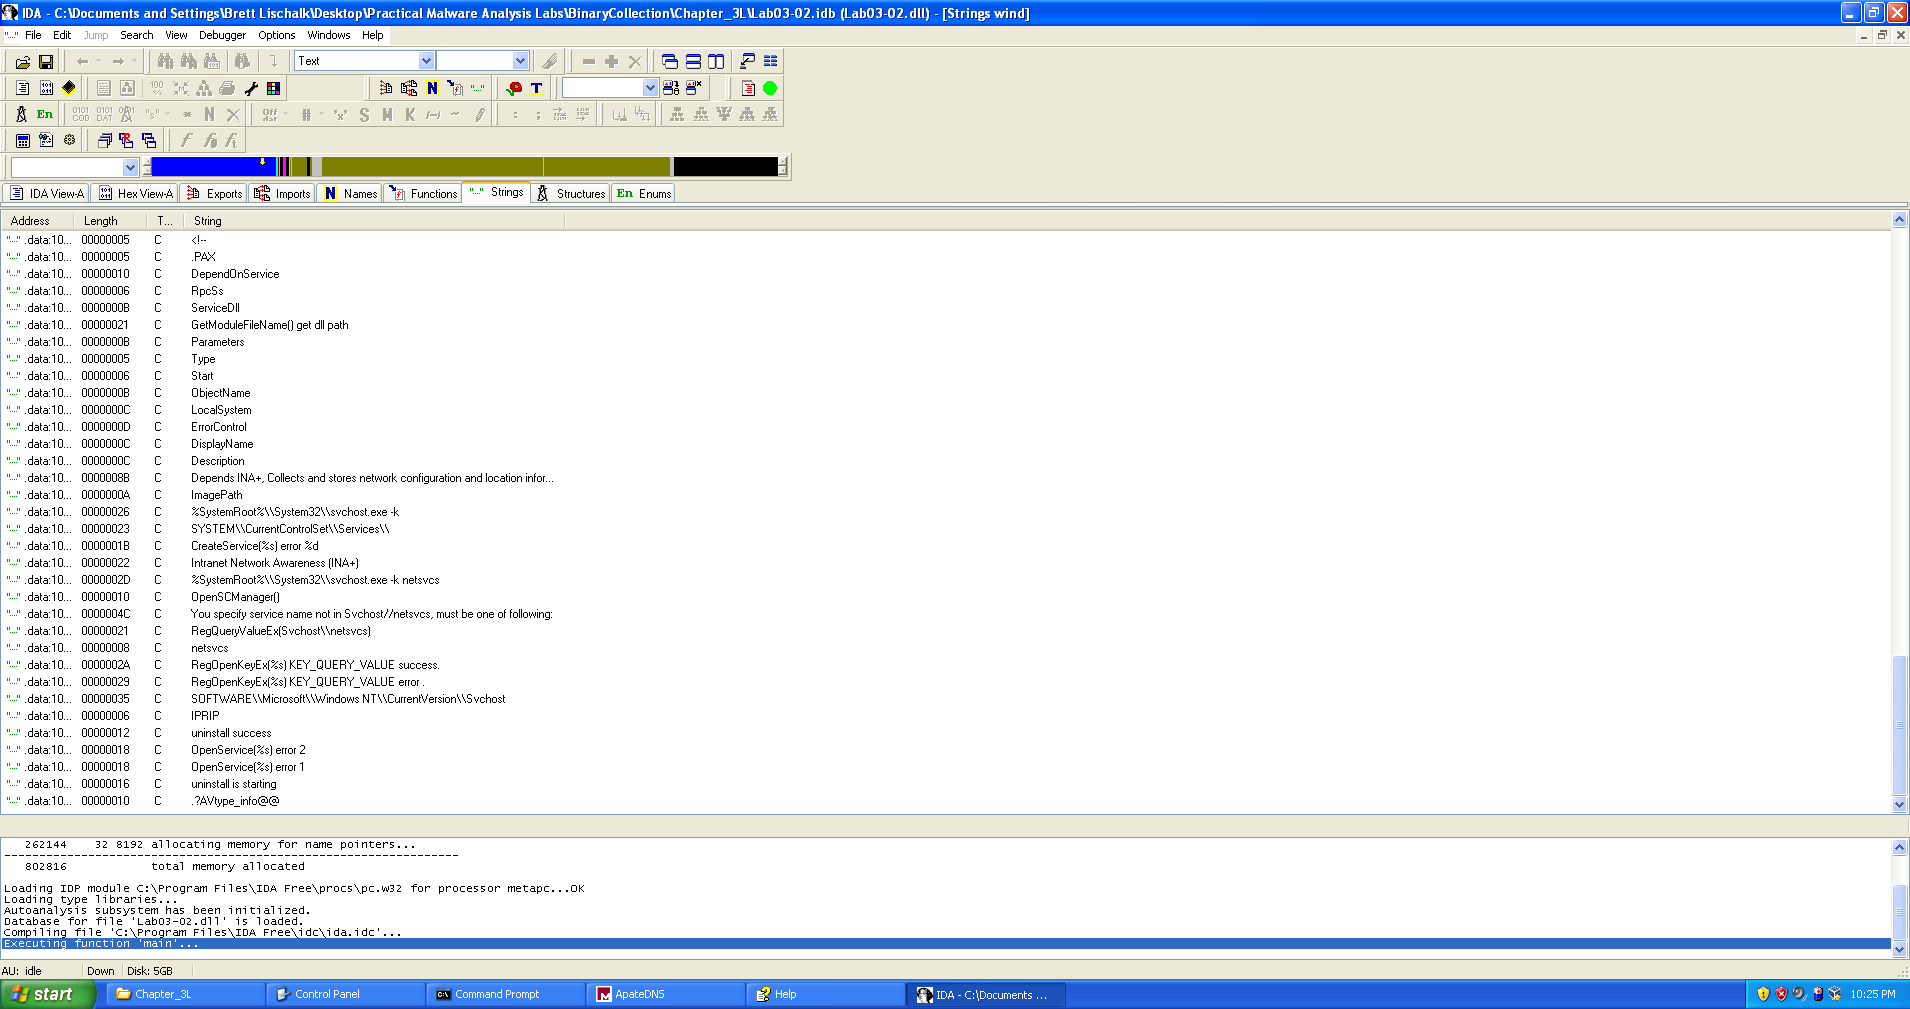 IDA - C:\Documents and Settings\Brett Lischalk\Desktop\Practical Malware Analysis Labs\BinaryCollection\Chapter_3L\Lab03-02.idb (Lab03-02.dll) - [Strings wind]
File Edit Jump Search View Debugger Options Windows Help
Text
IDA View-A Hex View-A Exports Imports Names Functions Strings Structures En Enums
Address Length T... String
.data:10... 00000005 C <!--
.data:10... 00000005 C .PAX
.data:10... 00000010 C DependOnService
.data:10... 00000006 C RpcSs
.data:10... 0000000B C ServiceDll
.data:10... 00000021 C GetModuleFileName() get dll path
.data:10... 0000000B C Parameters
.data:10... 00000005 C Type
.data:10... 00000006 C Start
.data:10... 0000000B C ObjectName
.data:10... 0000000C C LocalSystem
.data:10... 0000000D C ErrorControl
.data:10... 0000000C C DisplayName
.data:10... 0000000C C Description
.data:10... 0000008B C Depends INA+, Collects and stores network configuration and location infor...
.data:10... 0000000A C ImagePath
.data:10... 00000026 C %SystemRoot%\\System32\\svchost.exe -k
.data:10... 00000023 C SYSTEM\\CurrentControlSet\\Services\\
.data:10... 0000001B C CreateService(%s) error %d
.data:10... 00000022 C Intranet Network Awareness (INA+)
.data:10... 0000002D C %SystemRoot%\\System32\\svchost.exe -k netsvcs
.data:10... 00000010 C OpenSCManager()
.data:10... 0000004C C You specify service name not in Svchost//netsvcs, must be one of following:
.data:10... 00000021 C RegQueryValueEx(Svchost\\netsvcs)
.data:10... 00000008 C netsvcs
.data:10... 0000002A C RegOpenKeyEx(%s) KEY_QUERY_VALUE success.
.data:10... 00000029 C RegOpenKeyEx(%s) KEY_QUERY_VALUE error .
.data:10... 00000035 C SOFTWARE\\Microsoft\\Windows NT\\CurrentVersion\\Svchost
.data:10... 00000006 C IPRIP
.data:10... 00000012 C uninstall success
.data:10... 00000018 C OpenService(%s) error 2
.data:10... 00000018 C OpenService(%s) error 1
.data:10... 00000016 C uninstall is starting
.data:10... 00000010 C .?AVtype_info@@
262144 32 8192 allocating memory for name pointers...
-----------------------------------------------------------------
802816 total memory allocated
Loading IDP module C:\Program Files\IDA Free\procs\pc.w32 for processor metapc...OK
Loading type libraries...
Autoanalysis subsystem has been initialized.
Database for file 'Lab03-02.dll' is loaded.
Compiling file 'C:\Program Files\IDA Free\idc\ida.idc'...
Executing function 'main'...
AU: idle Down Disk: 5GB
start Chapter_3L Control Panel Command Prompt ApateDNS Help IDA - C:\Documents ... 10:25 PM